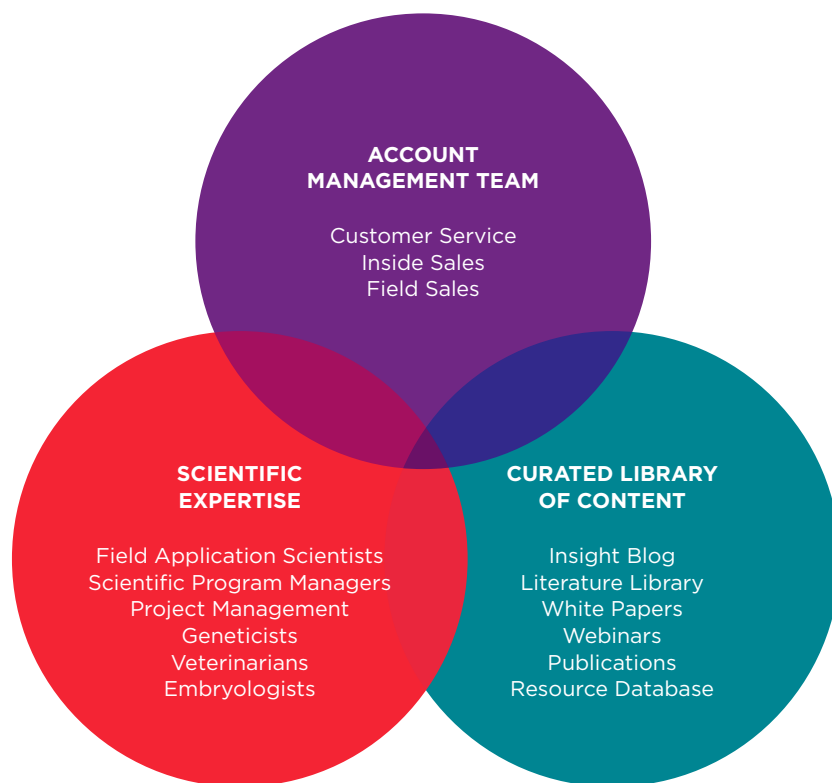 ACCOUNT
MANAGEMENT TEAM
Customer Service
Inside Sales
Field Sales
SCIENTIFIC
EXPERTISE
Field Application Scientists
Scientific Program Managers
Project Management
Geneticists
Veterinarians
Embryologists
CURATED LIBRARY
OF CONTENT
Insight Blog
Literature Library
White Papers
Webinars
Publications
Resource Database